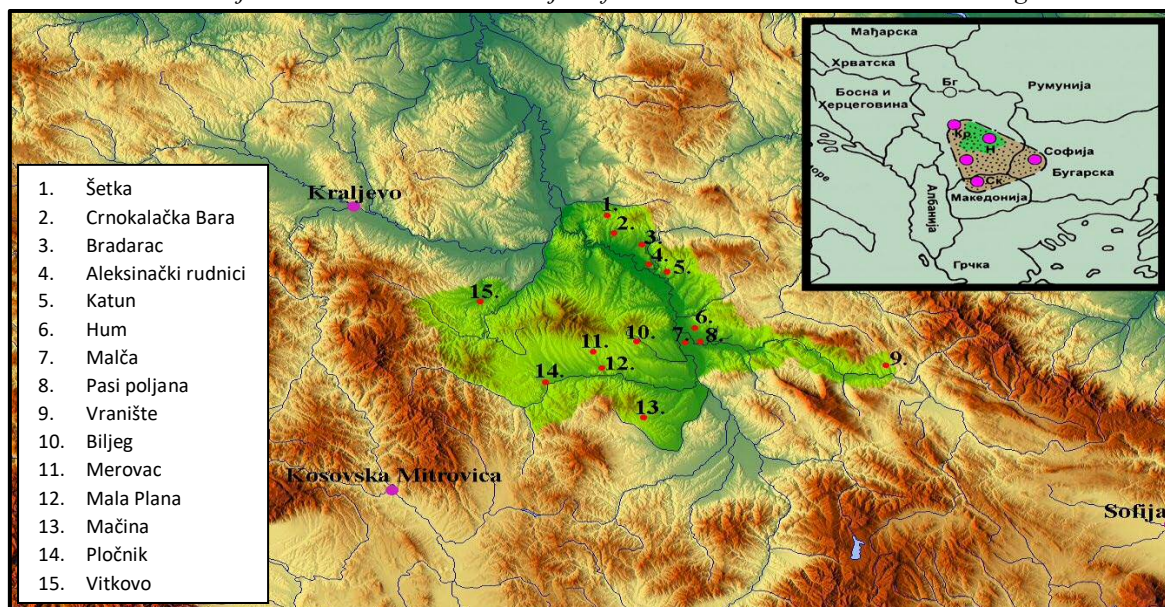 1. Šetka
2. Crnokalačka Bara
3. Bradarac
4. Aleksinački rudnici
5. Katun
6. Hum
7. Malča
8. Pasi poljana
9. Vranište
10. Biljeg
11. Merovac
12. Mala Plana
13. Mačina
14. Pločnik
15. Vitkovo
Kraljevo
Kosovska Mitrovica
Sofija
1.
2.
3.
4.
5.
6.
7.
8.
9.
10.
11.
12.
13.
14.
15.
Мађарска
Хрватска
Бг
Румунија
Босна и
Херцеговина
Кр
Н
Софија
Бугарска
Ск
Македонија
Албанија
Грчка